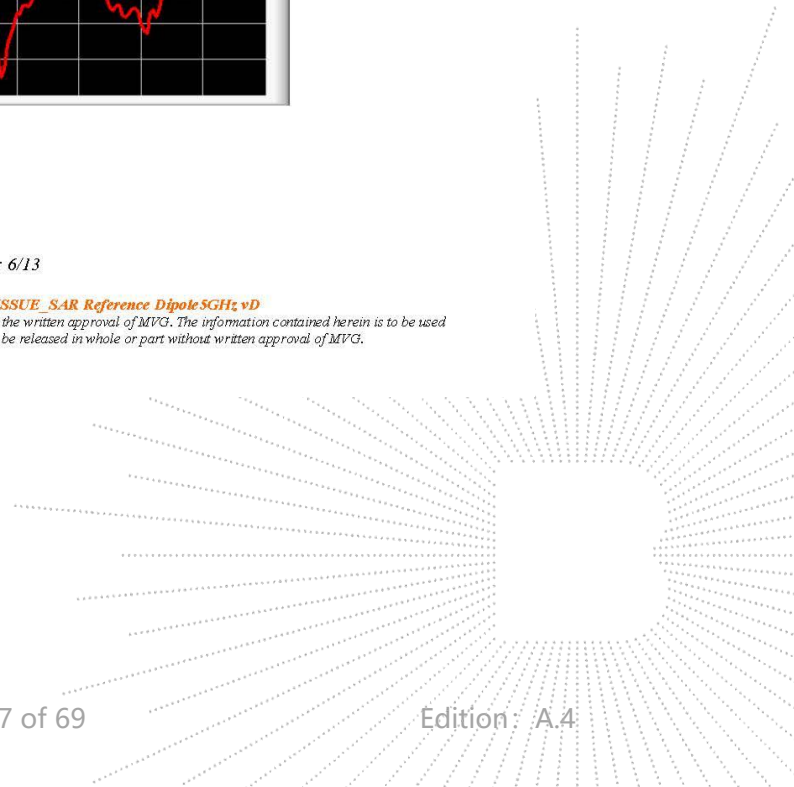 : 6/13
SSUE_SAR Reference Dipole5GHz vD
the written approval of MVG. The information contained herein is to be used
be released in whole or part without written approval of MVG.
7 of 69
Edition: A.4